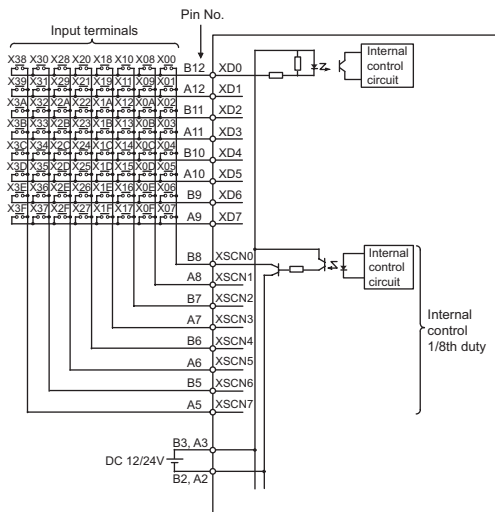 Pin No.
Input terminals
X38 X30 X28 X20 X18 X10 X08 X00
B12 XD0
X39 X31 X29 X21 X19 X11 X09 X01
A12 XD1
X3A X32 X2A X22 X1A X12 X0A X02
B11 XD2
X3B X33 X2B X23 X1B X13 X0B X03
A11 XD3
X3C X34 X2C X24 X1C X14 X0C X04
B10 XD4
X3D X35 X2D X25 X1D X15 X0D X05
A10 XD5
X3E X36 X2E X26 X1E X16 X0E X06
B9 XD6
X3F X37 X2F X27 X1F X17 X0F X07
A9 XD7
Internal
control
circuit
B8 XSCN0
A8 XSCN1
B7 XSCN2
A7 XSCN3
B6 XSCN4
A6 XSCN5
B5 XSCN6
A5 XSCN7
Internal
control
circuit
Internal
control
1/8th duty
B3, A3
DC 12/24V
B2, A2